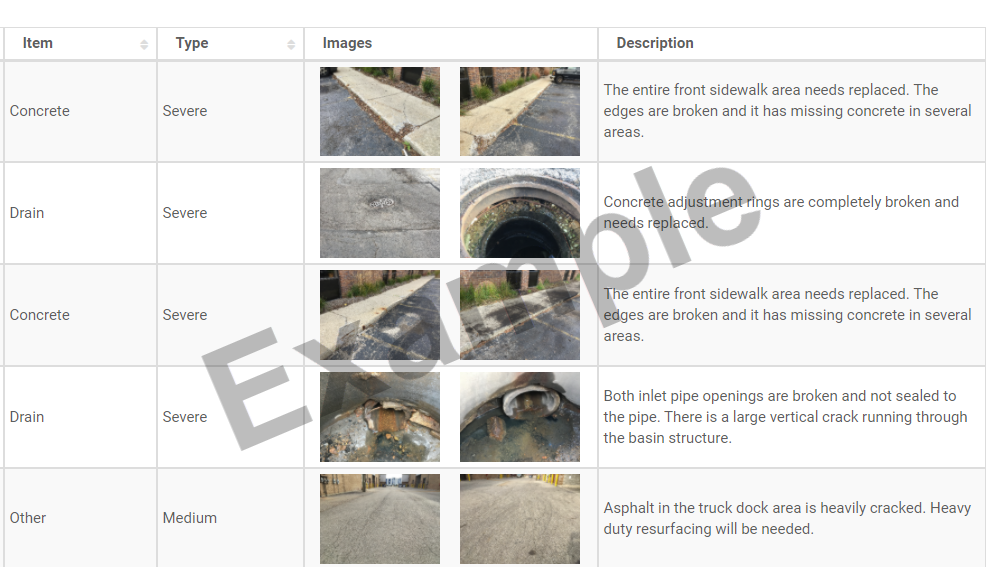 Item Type Images Description
Concrete Severe The entire front sidewalk area needs replaced. The
edges are broken and it has missing concrete in several
areas.
Drain Severe Concrete adjustment rings are completely broken and
needs replaced.
Concrete Severe The entire front sidewalk area needs replaced. The
edges are broken and it has missing concrete in several
areas.
Drain Severe Both inlet pipe openings are broken and not sealed to
the pipe. There is a large vertical crack running through
the basin structure.
Other Medium Asphalt in the truck dock area is heavily cracked. Heavy
duty resurfacing will be needed.
Example